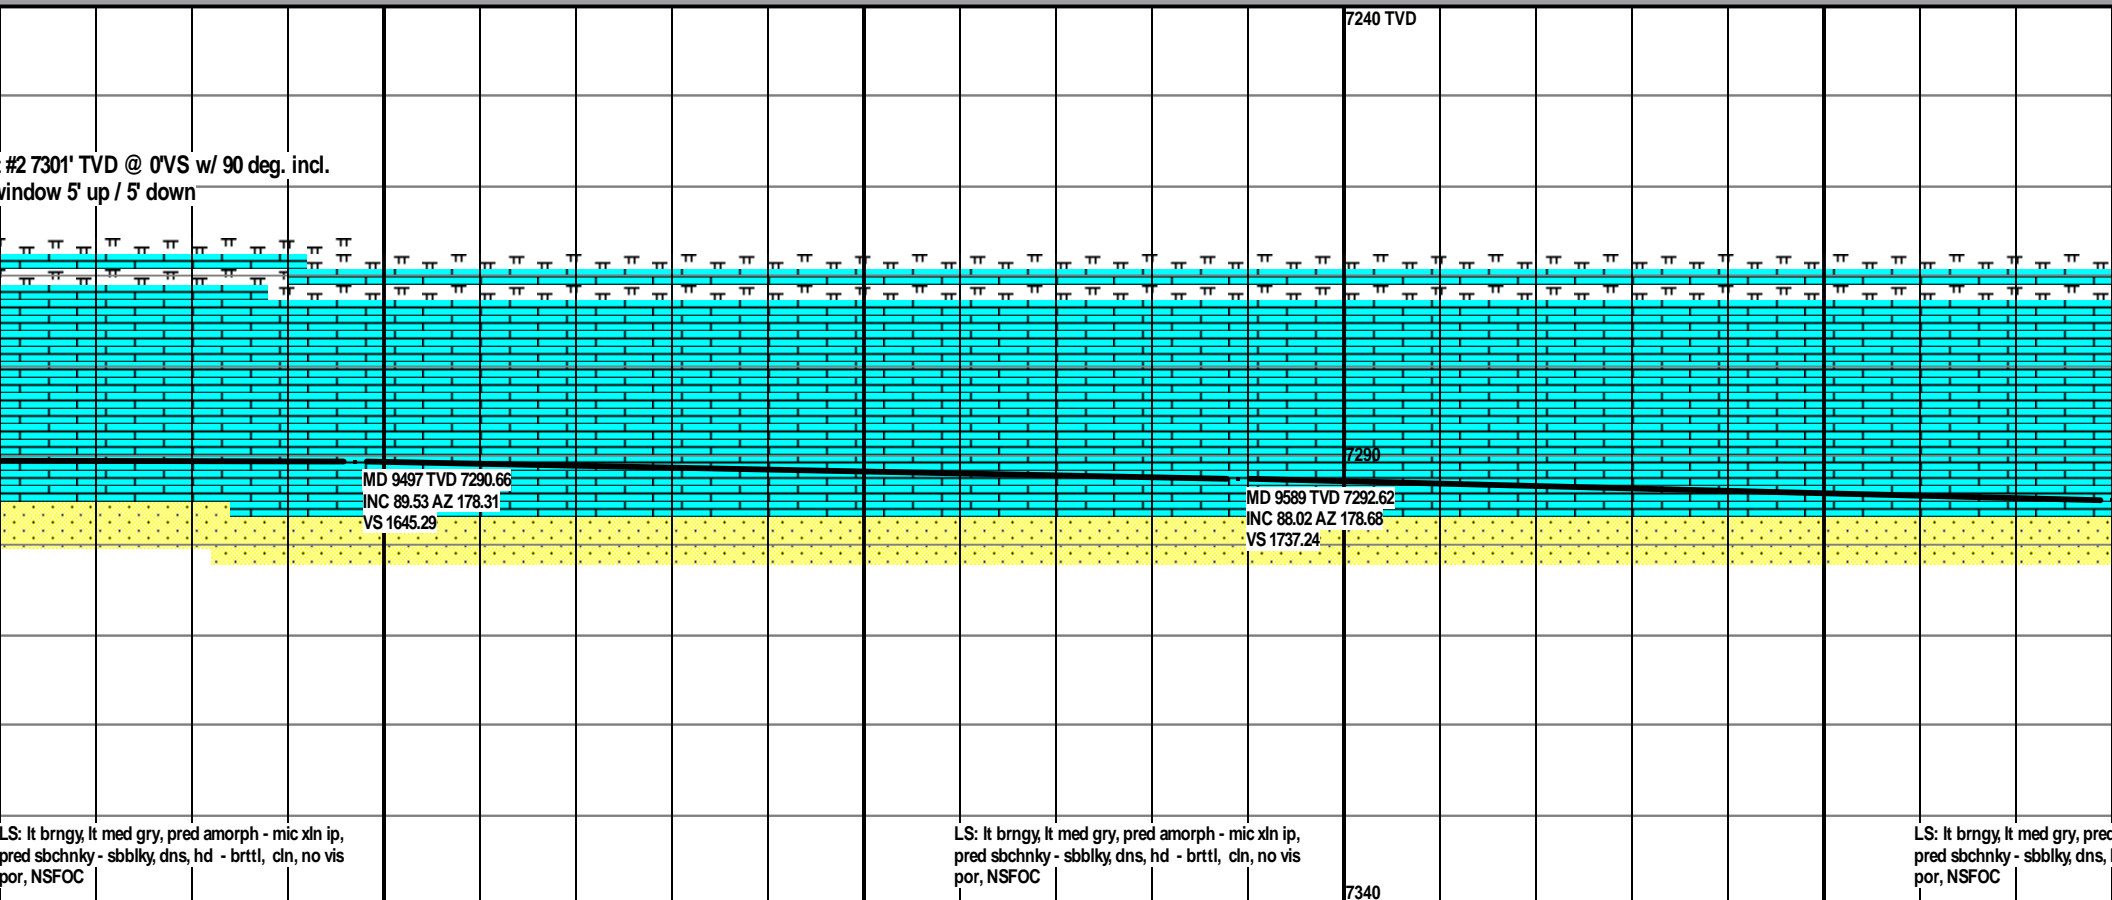 7240 TVD
: #2 7301' TVD @ 0'VS w/ 90 deg. incl.
window 5' up / 5' down
7290
MD 9497 TVD 7290.66
INC 89.53 AZ 178.31
VS 1645.29
MD 9589 TVD 7292.62
INC 88.02 AZ 178.68
VS 1737.24
LS: lt brngy, lt med gry, pred amorph - mic xln ip,
pred sbchnky - sbblky, dns, hd - brttl, cln, no vis
por, NSFOC
LS: lt brngy, lt med gry, pred amorph - mic xln ip,
pred sbchnky - sbblky, dns, hd - brttl, cln, no vis
por, NSFOC
LS: lt brngy, lt med gry, pred
pred sbchnky - sbblky, dns,
por, NSFOC
7340